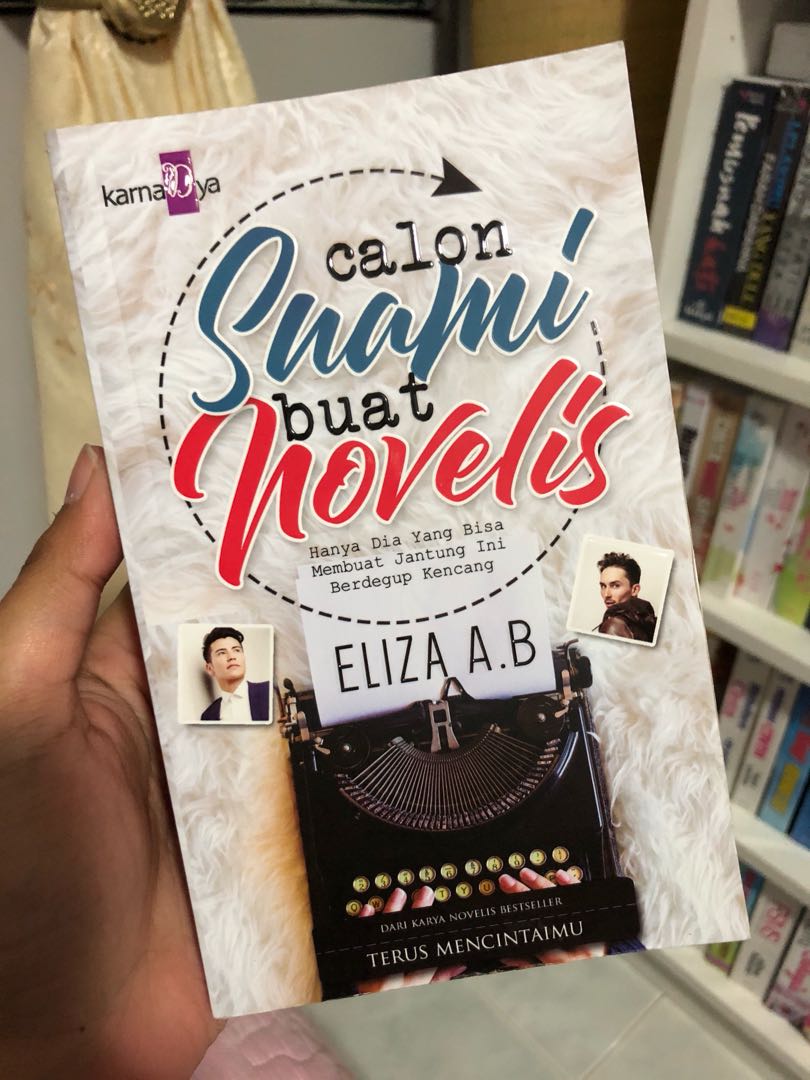 karnaDya
calon
Suami
buat
Novelis
Hanya Dia Yang Bisa
Membuat Jantung Ini
Berdegup Kencang
ELIZA A.B
DARI KARYA NOVELIS BESTSELLER
TERUS MENCINTAIMU